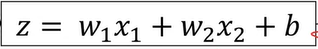 z = w₁x₁ + w₂x₂ + b